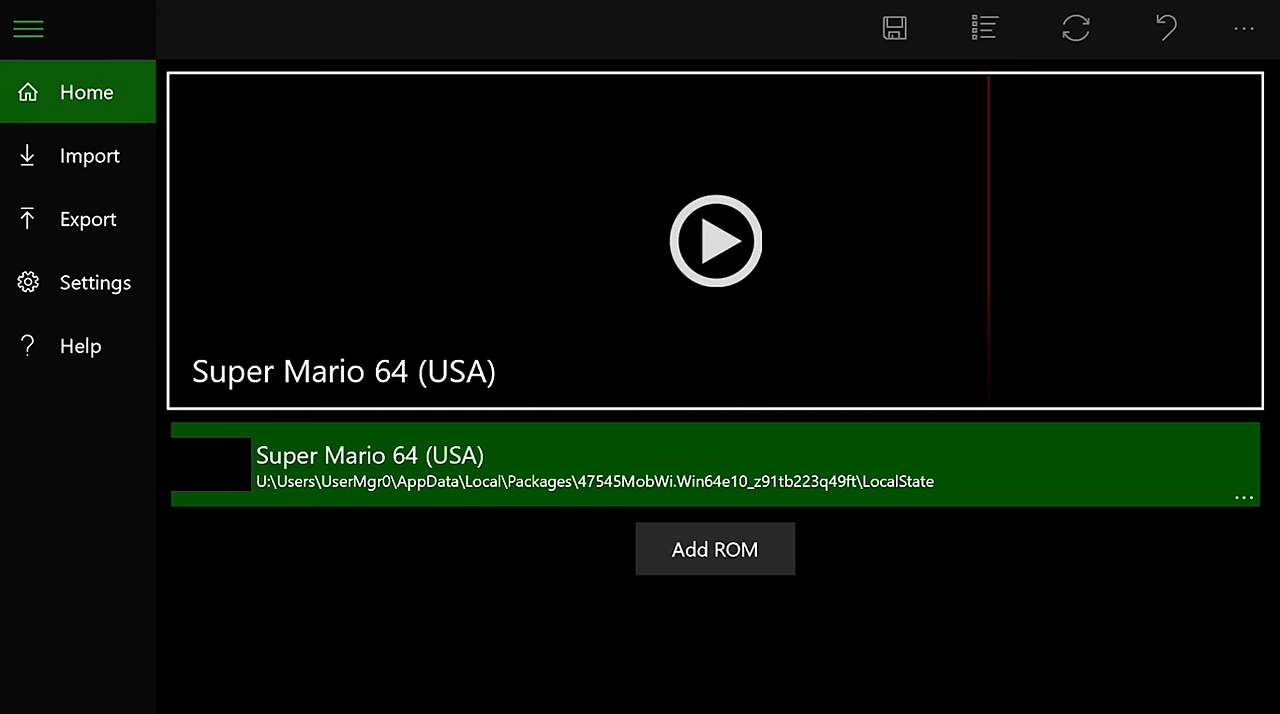 Home
Import
Export
Settings
Help
Super Mario 64 (USA)
Super Mario 64 (USA)
U:\Users\UserMgr0\AppData\Local\Packages\47545MobWi.Win64e10_z91tb223q49ft\LocalState
Add ROM